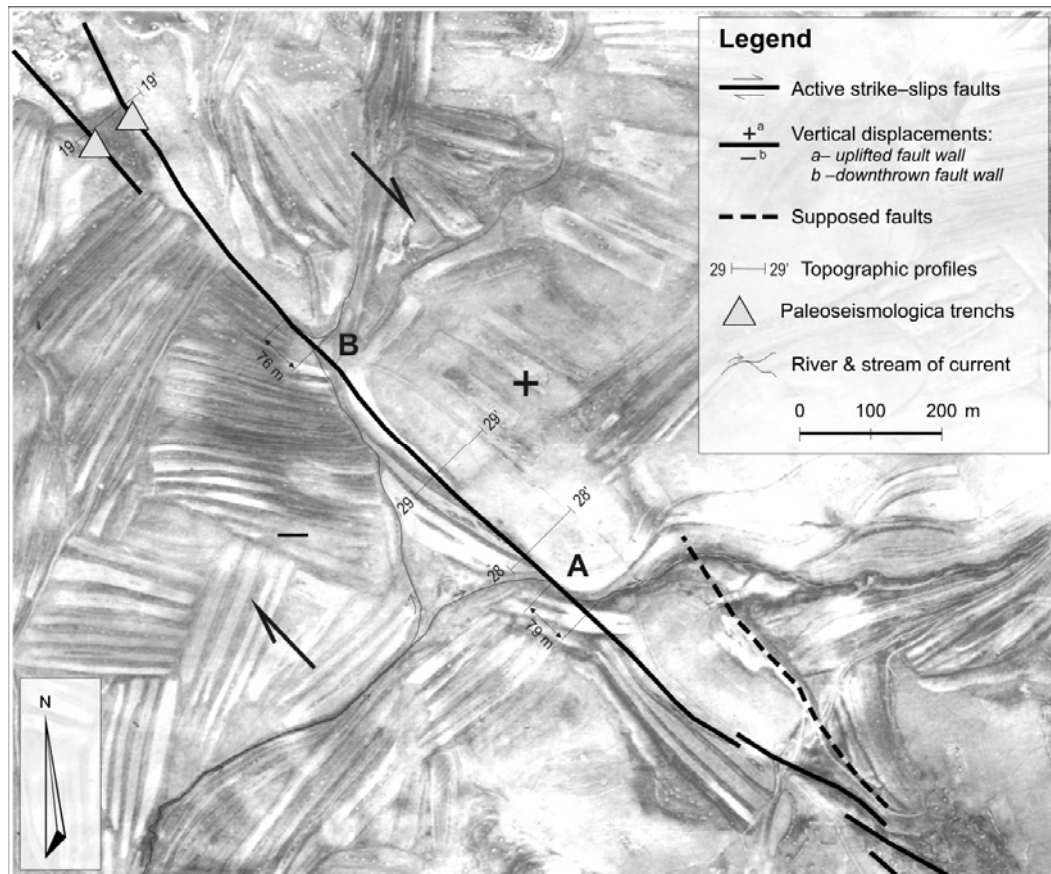 Legend
Active strike–slips faults
+ a
Vertical displacements:
– b
a– uplifted fault wall
b –downthrown fault wall
Supposed faults
29 29' Topographic profiles
Paleoseismologica trenchs
River & stream of current
0 100 200 m
19'
19
B
76 m
+
29'
29
28'
28
A
79 m
–
N